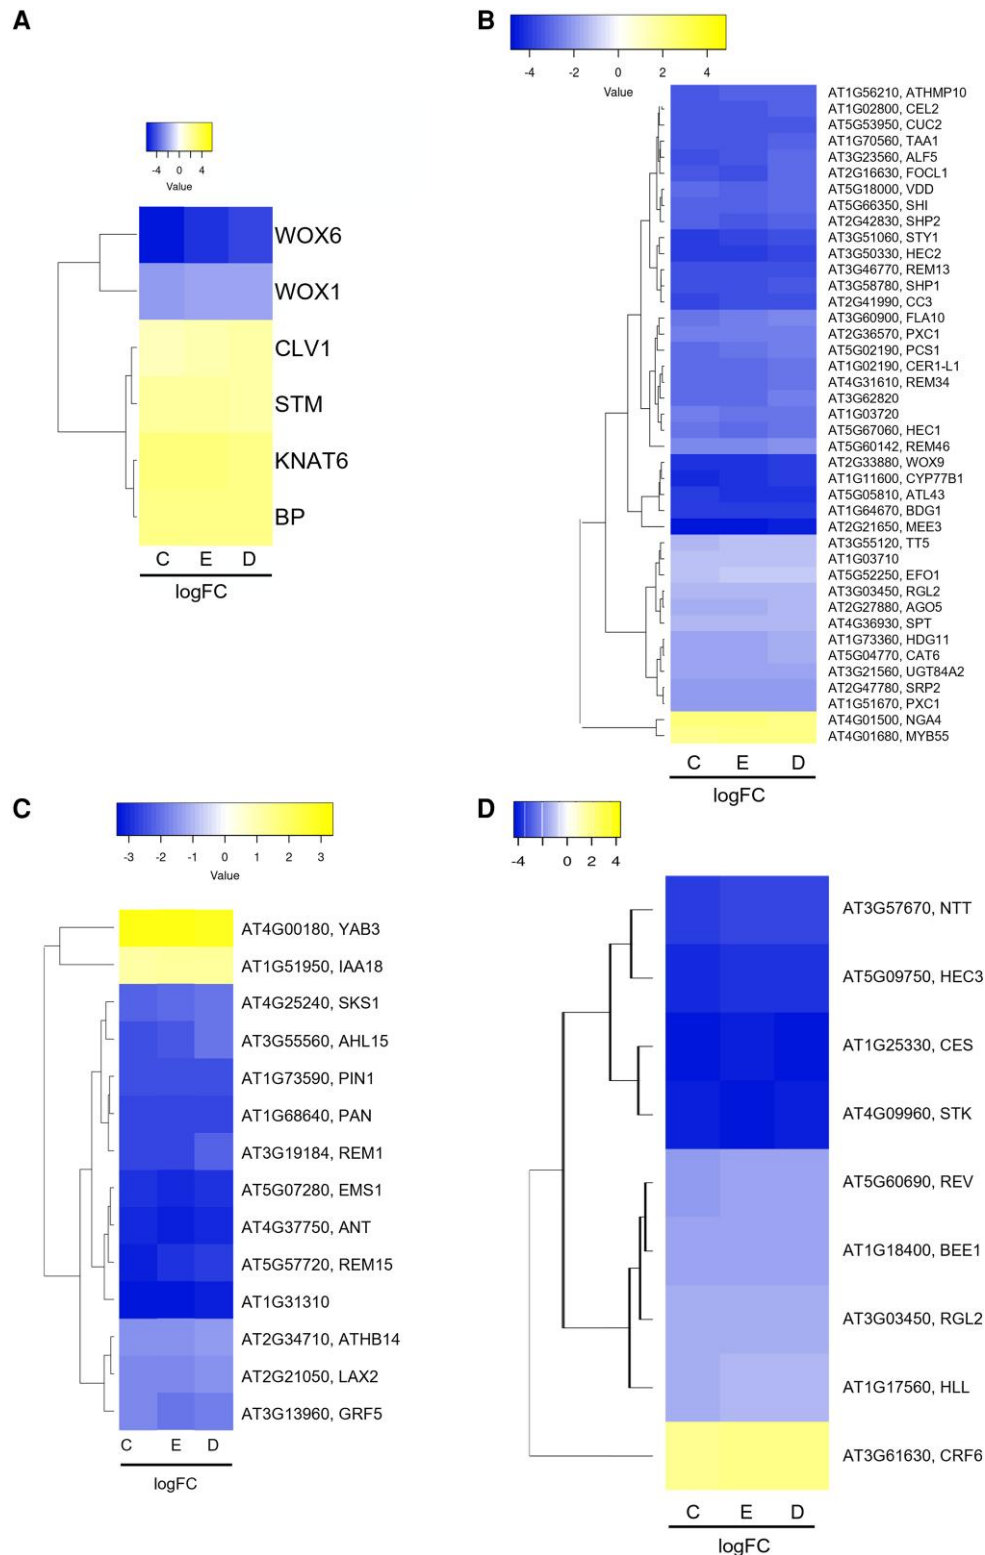 A
-4 0 4
Value
WOX6
WOX1
CLV1
STM
KNAT6
BP
C E D
logFC
B
-4 -2 0 2 4
Value
AT1G56210, ATHMP10
AT1G02800, CEL2
AT5G53950, CUC2
AT1G70560, TAA1
AT3G23560, ALF5
AT2G16630, FOCL1
AT5G18000, VDD
AT5G66350, SHI
AT2G42830, SHP2
AT3G51060, STY1
AT3G50330, HEC2
AT3G46770, REM13
AT3G58780, SHP1
AT2G41990, CC3
AT3G60900, FLA10
AT2G36570, PXC1
AT5G02190, PCS1
AT1G02190, CER1-L1
AT4G31610, REM34
AT3G62820
AT1G03720
AT5G67060, HEC1
AT5G60142, REM46
AT2G33880, WOX9
AT1G11600, CYP77B1
AT5G05810, ATL43
AT1G64670, BDG1
AT2G21650, MEE3
AT3G55120, TT5
AT1G03710
AT5G52250, EFO1
AT3G03450, RGL2
AT2G27880, AGO5
AT4G36930, SPT
AT1G73360, HDG11
AT5G04770, CAT6
AT3G21560, UGT84A2
AT2G47780, SRP2
AT1G51670, PXC1
AT4G01500, NGA4
AT4G01680, MYB55
C E D
logFC
C
-3 -2 -1 0 1 2 3
Value
AT4G00180, YAB3
AT1G51950, IAA18
AT4G25240, SKS1
AT3G55560, AHL15
AT1G73590, PIN1
AT1G68640, PAN
AT3G19184, REM1
AT5G07280, EMS1
AT4G37750, ANT
AT5G57720, REM15
AT1G31310
AT2G34710, ATHB14
AT2G21050, LAX2
AT3G13960, GRF5
C E D
logFC
D
-4 0 2 4
AT3G57670, NTT
AT5G09750, HEC3
AT1G25330, CES
AT4G09960, STK
AT5G60690, REV
AT1G18400, BEE1
AT3G03450, RGL2
AT1G17560, HLL
AT3G61630, CRF6
C E D
logFC